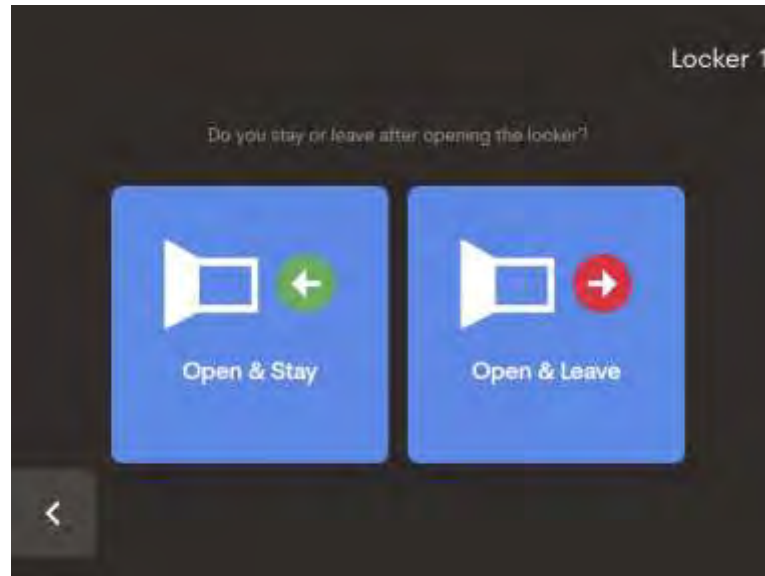 Locker 1
Do you stay or leave after opening the locker?
Open & Stay
Open & Leave